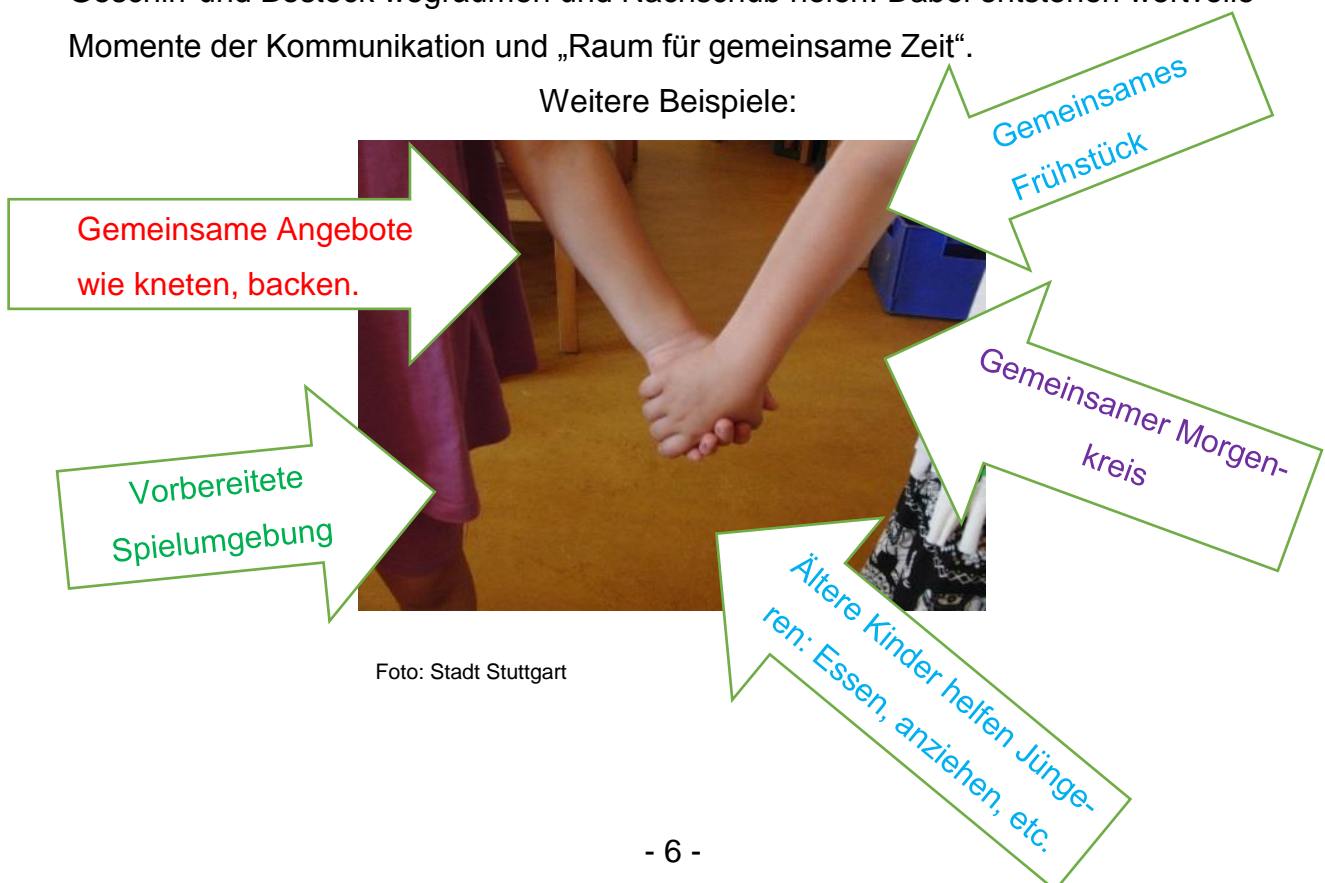 Geschirr und Besteck wegräumen und Nachschub holen. Dabei entstehen wertvolle
Momente der Kommunikation und „Raum für gemeinsame Zeit“.
Weitere Beispiele:
Gemeinsames
Frühstück
Gemeinsame Angebote
wie kneten, backen.
Gemeinsamer Morgen-
kreis
Vorbereitete
Spielumgebung
Ältere Kinder helfen Jünge-
ren: Essen, anziehen, etc.
Foto: Stadt Stuttgart
- 6 -